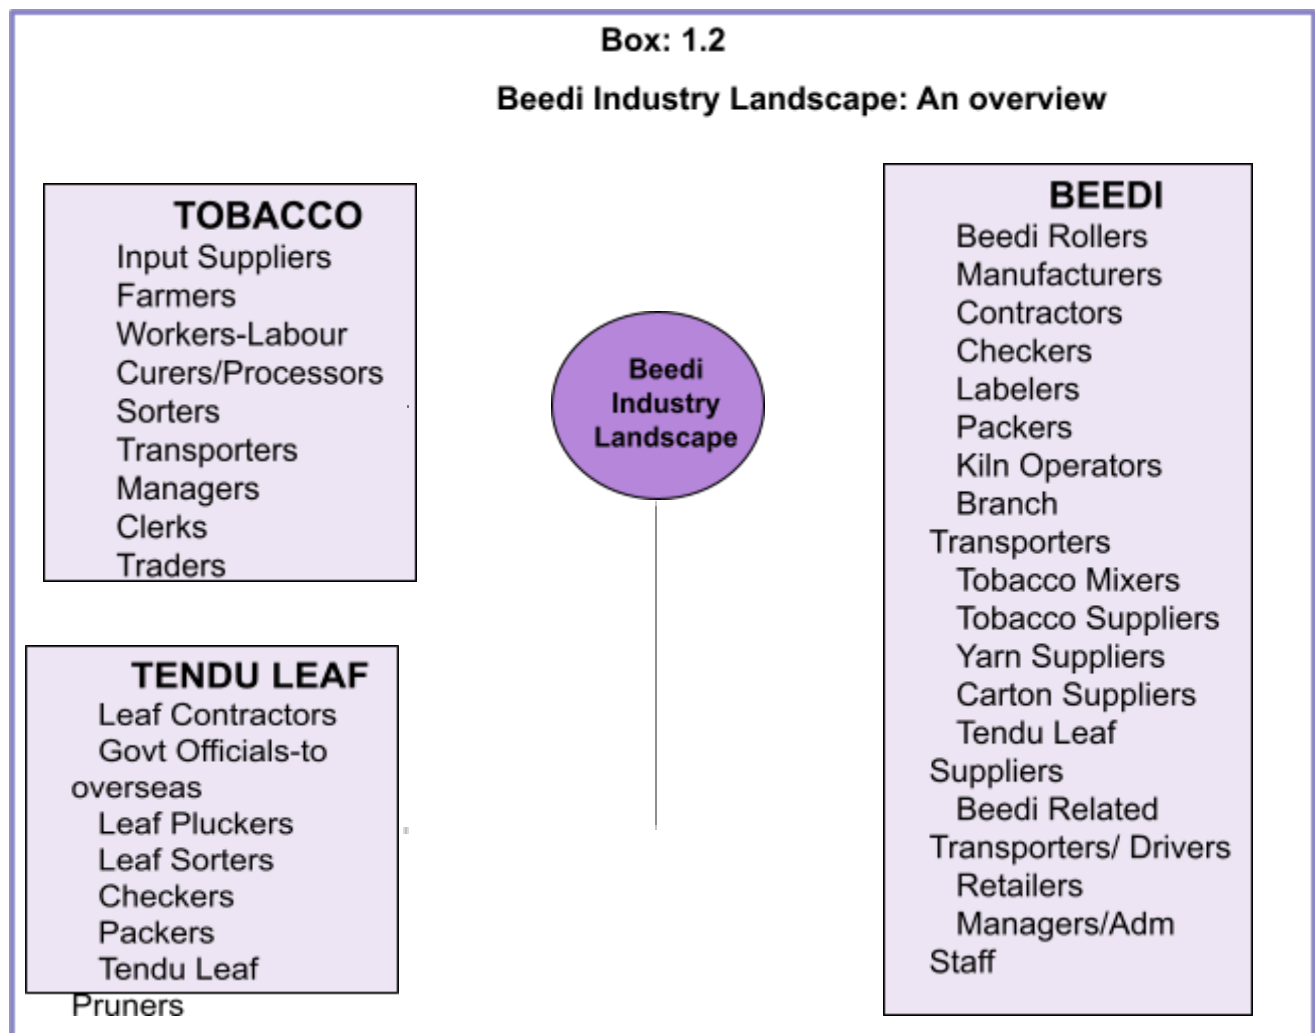 Box: 1.2
Beedi Industry Landscape: An overview
TOBACCO
Input Suppliers
Farmers
Workers-Labour
Curers/Processors
Sorters
Transporters
Managers
Clerks
Traders
TENDU LEAF
Leaf Contractors
Govt Officials-to
overseas
Leaf Pluckers
Leaf Sorters
Checkers
Packers
Tendu Leaf
Pruners
Beedi
Industry
Landscape
BEEDI
Beedi Rollers
Manufacturers
Contractors
Checkers
Labelers
Packers
Kiln Operators
Branch
Transporters
Tobacco Mixers
Tobacco Suppliers
Yarn Suppliers
Carton Suppliers
Tendu Leaf
Suppliers
Beedi Related
Transporters/ Drivers
Retailers
Managers/Adm
Staff